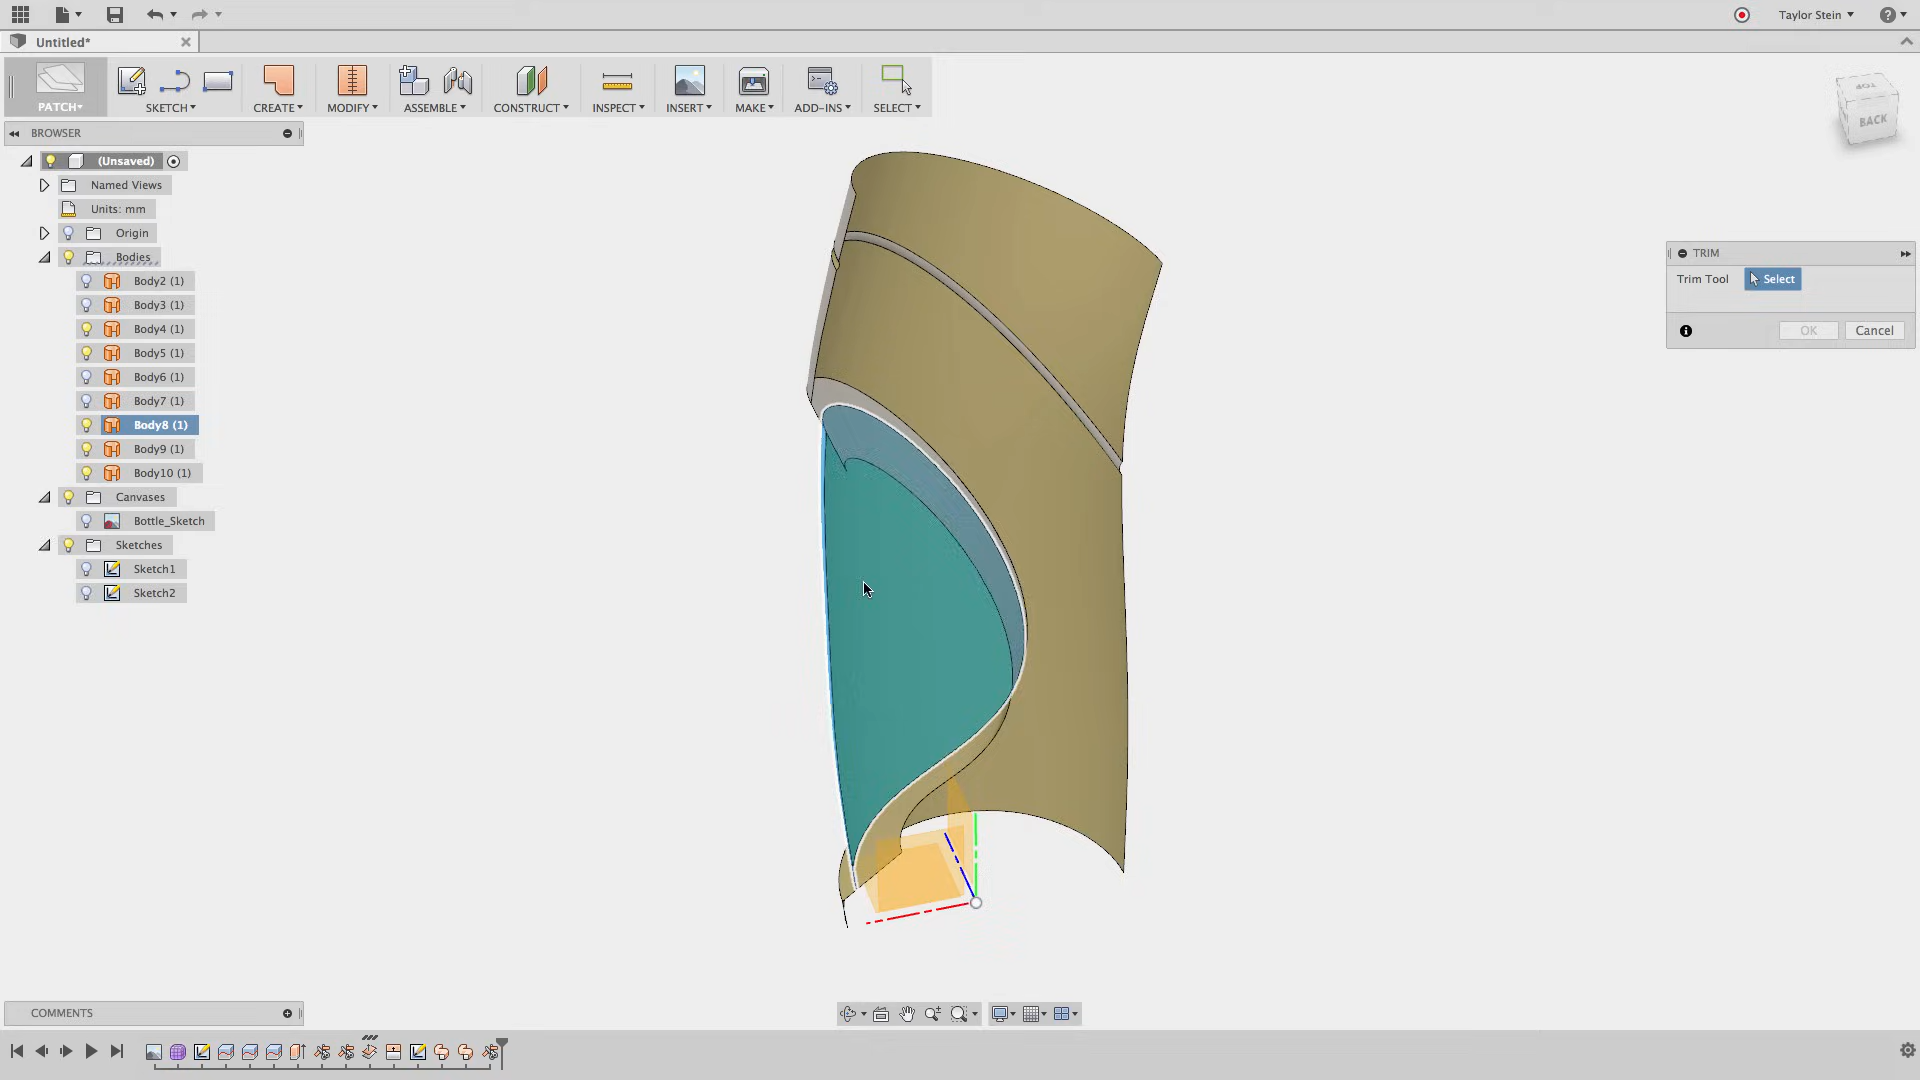 Taylor Stein
Untitled*
PATCH
SKETCH
CREATE
MODIFY
ASSEMBLE
CONSTRUCT
INSPECT
INSERT
MAKE
ADD-INS
SELECT
TOP
BACK
BROWSER
(Unsaved)
Named Views
Units: mm
Origin
Bodies
Body2 (1)
Body3 (1)
Body4 (1)
Body5 (1)
Body6 (1)
Body7 (1)
Body8 (1)
Body9 (1)
Body10 (1)
Canvases
Bottle_Sketch
Sketches
Sketch1
Sketch2
TRIM
Trim Tool Select
OK Cancel
COMMENTS